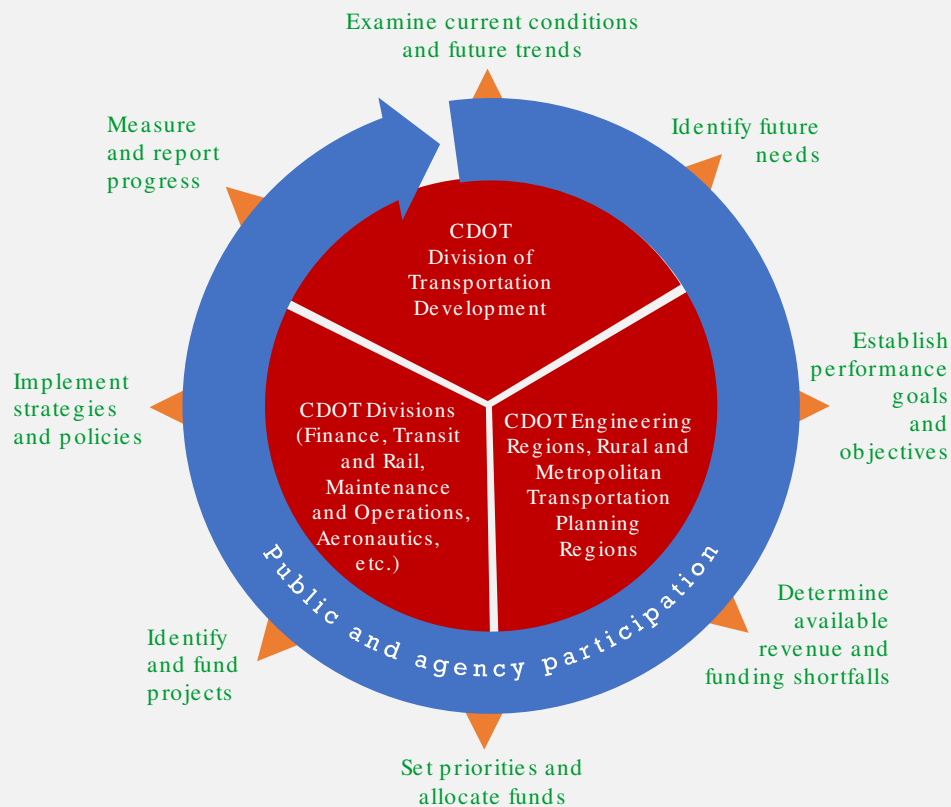 Examine current conditions
and future trends
Identify future
needs
Establish
performance
goals
and
objectives
Determine
available
revenue and
funding shortfalls
Set priorities and
allocate funds
Identify
and fund
projects
Implement
strategies
and policies
Measure
and report
progress
CDOT
Division of
Transportation
Development
CDOT Engineering
Regions, Rural and
Metropolitan
Transportation
Planning
Regions
CDOT Divisions
(Finance, Transit
and Rail,
Maintenance
and Operations,
Aeronautics,
etc.)
Public and agency participation